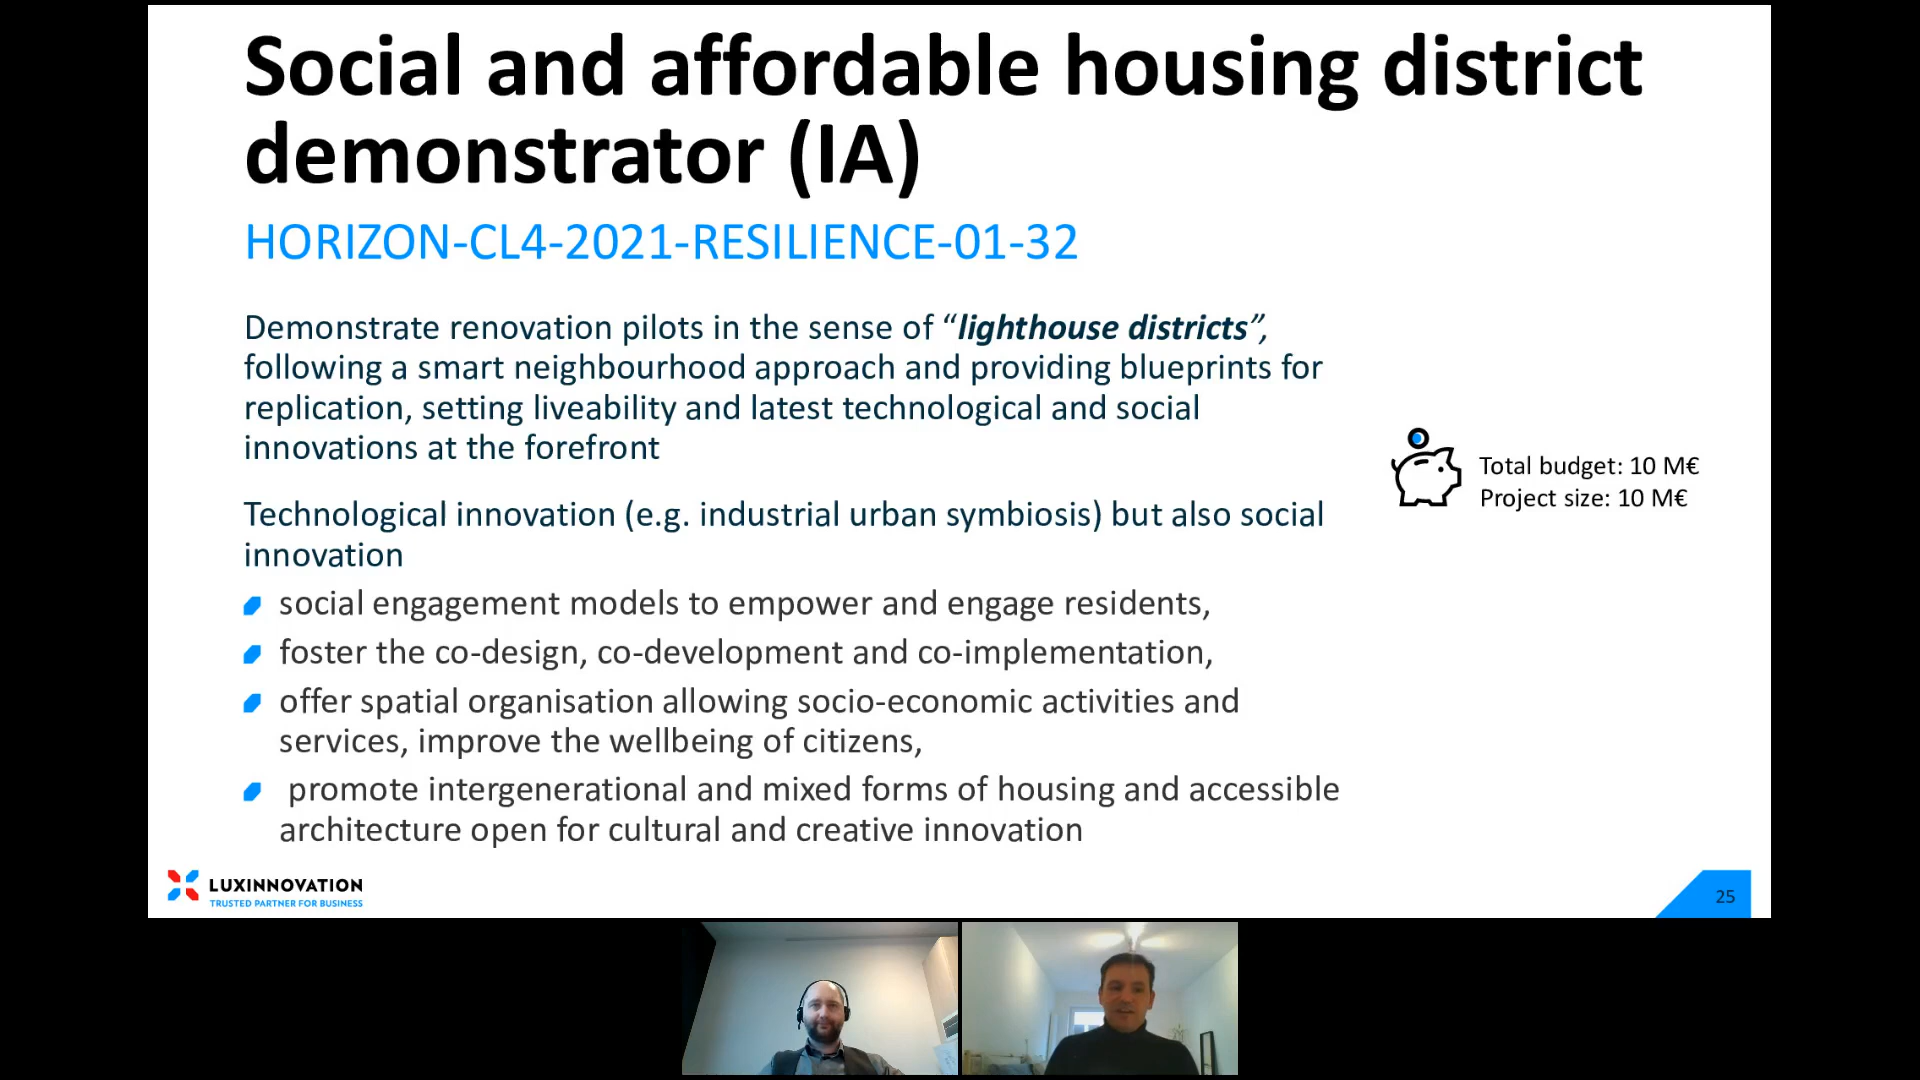 Social and affordable housing district
demonstrator (IA)
HORIZON-CL4-2021-RESILIENCE-01-32
Demonstrate renovation pilots in the sense of “lighthouse districts”,
following a smart neighbourhood approach and providing blueprints for
replication, setting liveability and latest technological and social
innovations at the forefront
Technological innovation (e.g. industrial urban symbiosis) but also social
innovation
social engagement models to empower and engage residents,
foster the co-design, co-development and co-implementation,
offer spatial organisation allowing socio-economic activities and
services, improve the wellbeing of citizens,
promote intergenerational and mixed forms of housing and accessible
architecture open for cultural and creative innovation
Total budget: 10 M€
Project size: 10 M€
LUXINNOVATION
TRUSTED PARTNER FOR BUSINESS
25